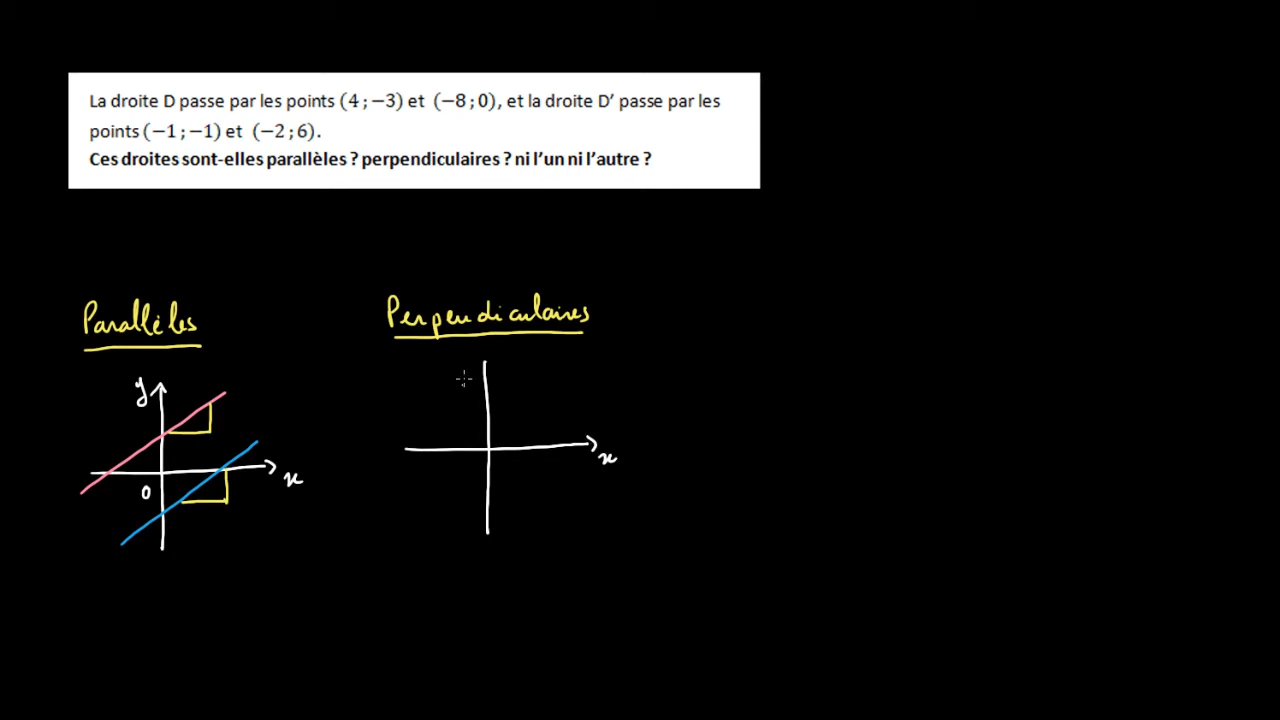 La droite D passe par les points (4 ; −3) et (−8 ; 0), et la droite D’ passe par les
points (−1 ; −1) et (−2 ; 6).
Ces droites sont-elles parallèles ? perpendiculaires ? ni l’un ni l’autre ?
Parallèles
Perpendiculaires
y
x
0
x